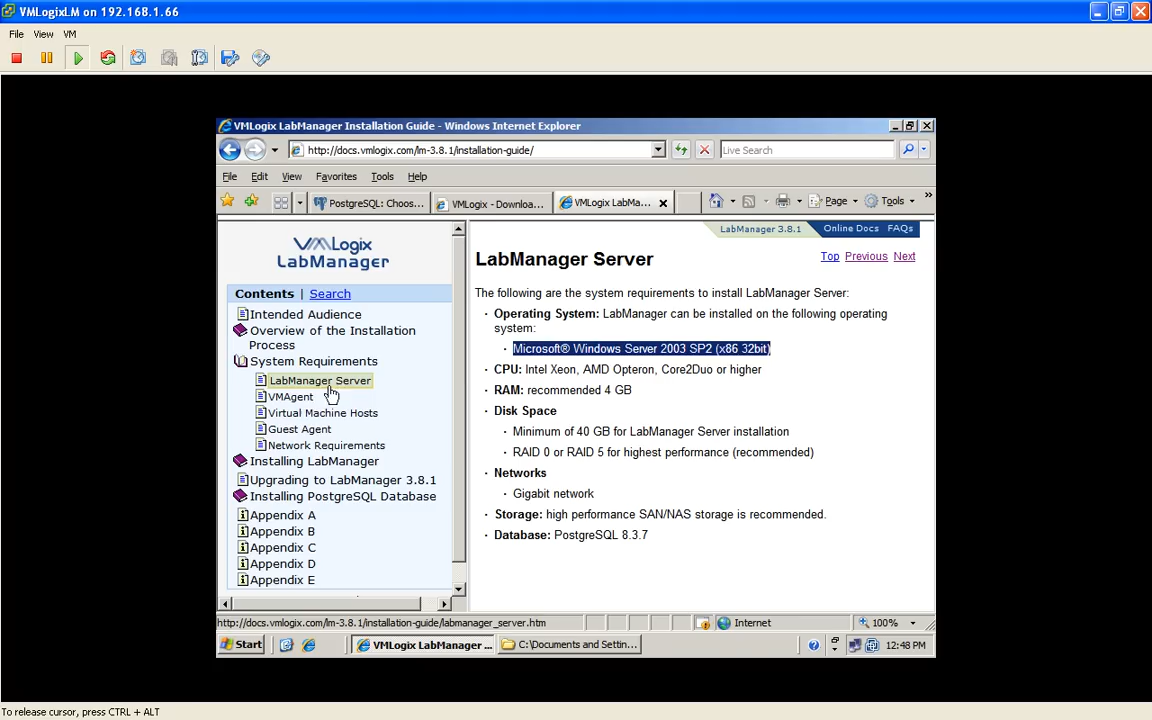 VMLogixLM on 192.168.1.66
File View VM
VMLogix LabManager Installation Guide - Windows Internet Explorer
http://docs.vmlogix.com/lm-3.8.1/installation-guide/
Live Search
File Edit View Favorites Tools Help
PostgreSQL: Choos...
VMLogix - Downloa...
VMLogix LabMa...
Page
Tools
»
VMLogix
LabManager
Contents | Search
Intended Audience
Overview of the Installation
Process
System Requirements
LabManager Server
VMAgent
Virtual Machine Hosts
Guest Agent
Network Requirements
Installing LabManager
Upgrading to LabManager 3.8.1
Installing PostgreSQL Database
Appendix A
Appendix B
Appendix C
Appendix D
Appendix E
LabManager 3.8.1 Online Docs FAQs
LabManager Server
Top Previous Next
The following are the system requirements to install LabManager Server:
· Operating System: LabManager can be installed on the following operating
system:
· Microsoft® Windows Server 2003 SP2 (x86 32bit)
· CPU: Intel Xeon, AMD Opteron, Core2Duo or higher
· RAM: recommended 4 GB
· Disk Space
· Minimum of 40 GB for LabManager Server installation
· RAID 0 or RAID 5 for highest performance (recommended)
· Networks
· Gigabit network
· Storage: high performance SAN/NAS storage is recommended.
· Database: PostgreSQL 8.3.7
http://docs.vmlogix.com/lm-3.8.1/installation-guide/labmanager_server.htm
Internet
100%
Start
VMLogix LabManager ...
C:\Documents and Settin...
12:48 PM
To release cursor, press CTRL + ALT